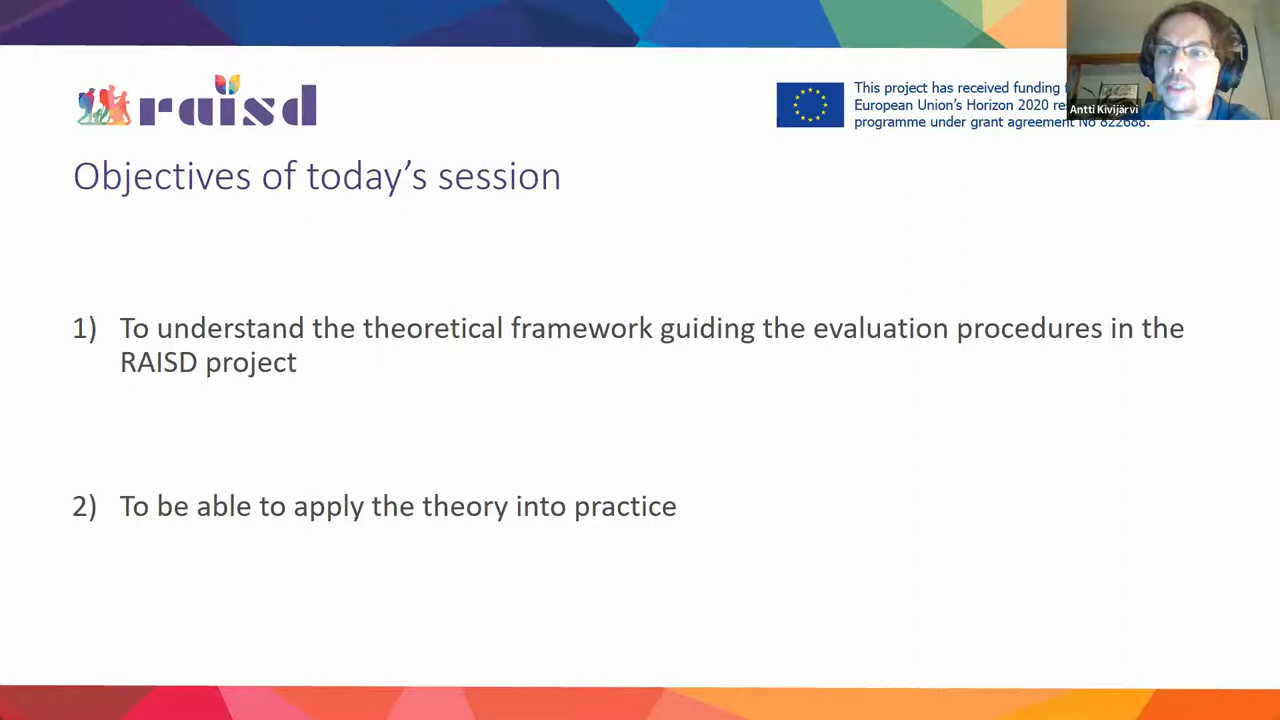 raisd
This project has received funding f
European Union's Horizon 2020 re
programme under grant agreement No 822688.
Antti Kivijärvi
Objectives of today's session
1) To understand the theoretical framework guiding the evaluation procedures in the
RAISD project
2) To be able to apply the theory into practice